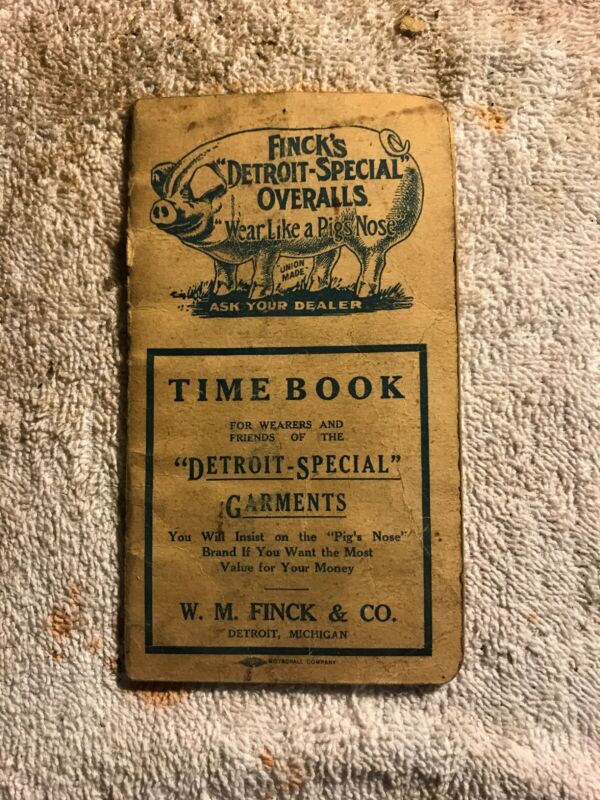 FINCK'S
"DETROIT-SPECIAL"
OVERALLS
"Wear Like a Pig's Nose"
UNION
MADE
ASK YOUR DEALER
TIME BOOK
FOR WEARERS AND
FRIENDS OF THE
"DETROIT-SPECIAL"
GARMENTS
You Will Insist on the "Pig's Nose"
Brand If You Want the Most
Value for Your Money
W. M. FINCK & CO.
DETROIT, MICHIGAN
COMPANY